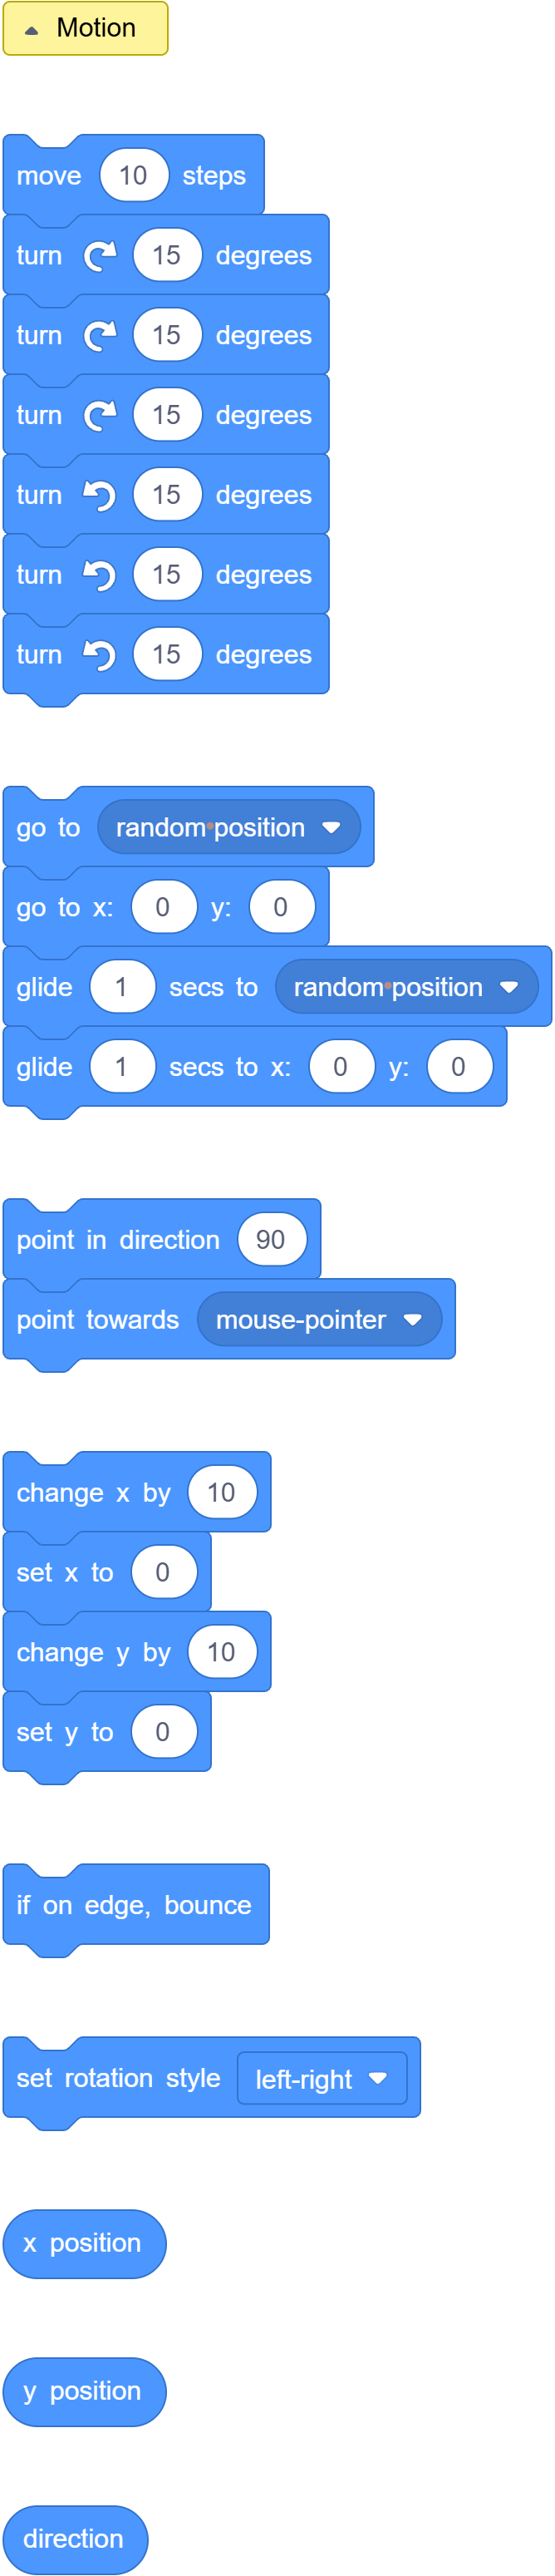 Motion
move 10 steps
turn 15 degrees
turn 15 degrees
turn 15 degrees
turn 15 degrees
turn 15 degrees
turn 15 degrees
go to random position
go to x: 0 y: 0
glide 1 secs to random position
glide 1 secs to x: 0 y: 0
point in direction 90
point towards mouse-pointer
change x by 10
set x to 0
change y by 10
set y to 0
if on edge, bounce
set rotation style left-right
x position
y position
direction